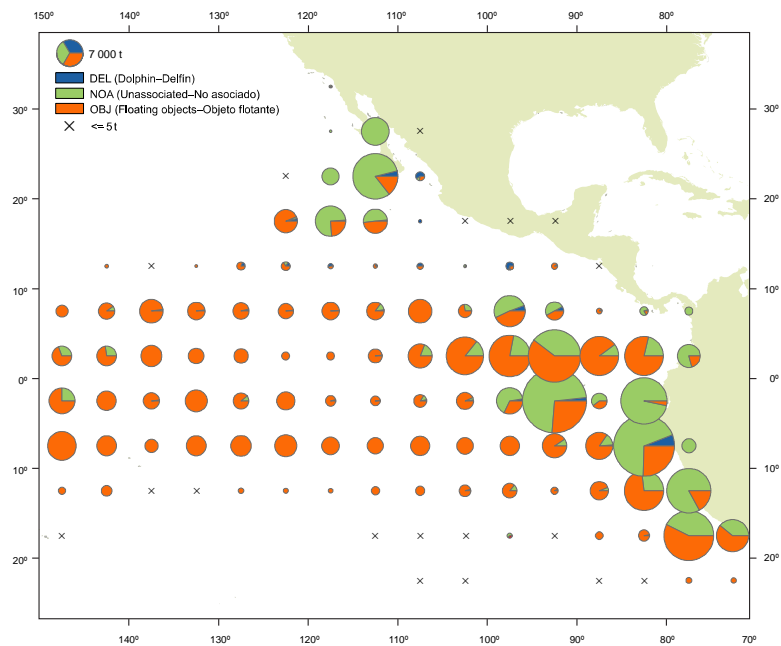 150º 140º 130º 120º 110º 100º 90º 80º
7 000 t
DEL (Dolphin–Delfin)
NOA (Unassociated–No asociado)
OBJ (Floating objects–Objeto flotante)
<= 5 t
30º 30º
20º 20º
10º 10º
0º 0º
10º 10º
20º 20º
140º 130º 120º 110º 100º 90º 80º 70º